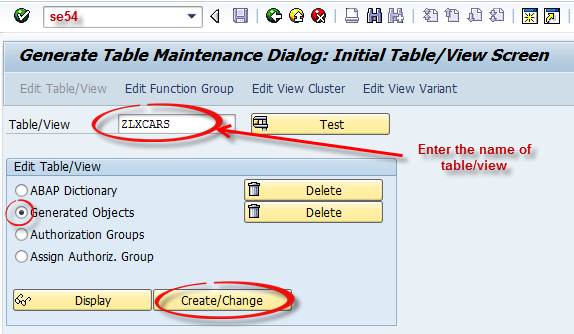 se54
Generate Table Maintenance Dialog: Initial Table/View Screen
Edit Table/View Edit Function Group Edit View Cluster Edit View Variant
Table/View ZLXCARS Test
Enter the name of
table/view
Edit Table/View
ABAP Dictionary Delete
Generated Objects Delete
Authorization Groups
Assign Authoriz. Group
Display Create/Change